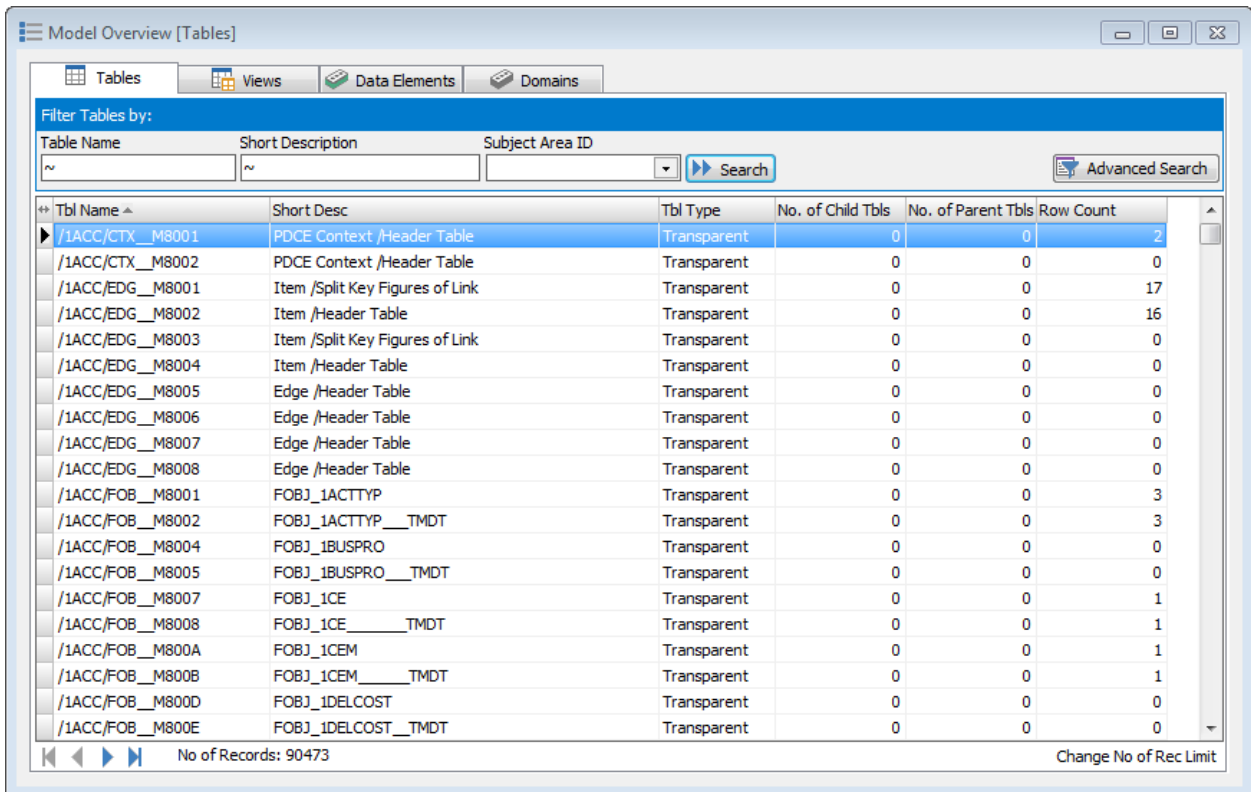 Model Overview [Tables]
Tables Views Data Elements Domains
Filter Tables by:
Table Name Short Description Subject Area ID
~ ~ Search Advanced Search
Tbl Name Short Desc Tbl Type No. of Child Tbls No. of Parent Tbls Row Count
/1ACC/CTX__M8001 PDCE Context /Header Table Transparent 0 0 2
/1ACC/CTX__M8002 PDCE Context /Header Table Transparent 0 0 0
/1ACC/EDG__M8001 Item /Split Key Figures of Link Transparent 0 0 17
/1ACC/EDG__M8002 Item /Header Table Transparent 0 0 16
/1ACC/EDG__M8003 Item /Split Key Figures of Link Transparent 0 0 0
/1ACC/EDG__M8004 Item /Header Table Transparent 0 0 0
/1ACC/EDG__M8005 Edge /Header Table Transparent 0 0 0
/1ACC/EDG__M8006 Edge /Header Table Transparent 0 0 0
/1ACC/EDG__M8007 Edge /Header Table Transparent 0 0 0
/1ACC/EDG__M8008 Edge /Header Table Transparent 0 0 0
/1ACC/FOB__M8001 FOBJ_1ACTTYP Transparent 0 0 3
/1ACC/FOB__M8002 FOBJ_1ACTTYP___TMDT Transparent 0 0 3
/1ACC/FOB__M8004 FOBJ_1BUSPRO Transparent 0 0 0
/1ACC/FOB__M8005 FOBJ_1BUSPRO___TMDT Transparent 0 0 0
/1ACC/FOB__M8007 FOBJ_1CE Transparent 0 0 1
/1ACC/FOB__M8008 FOBJ_1CE_______TMDT Transparent 0 0 1
/1ACC/FOB__M800A FOBJ_1CEM Transparent 0 0 1
/1ACC/FOB__M800B FOBJ_1CEM______TMDT Transparent 0 0 1
/1ACC/FOB__M800D FOBJ_1DELCOST Transparent 0 0 0
/1ACC/FOB__M800E FOBJ_1DELCOST__TMDT Transparent 0 0 0
No of Records: 90473 Change No of Rec Limit